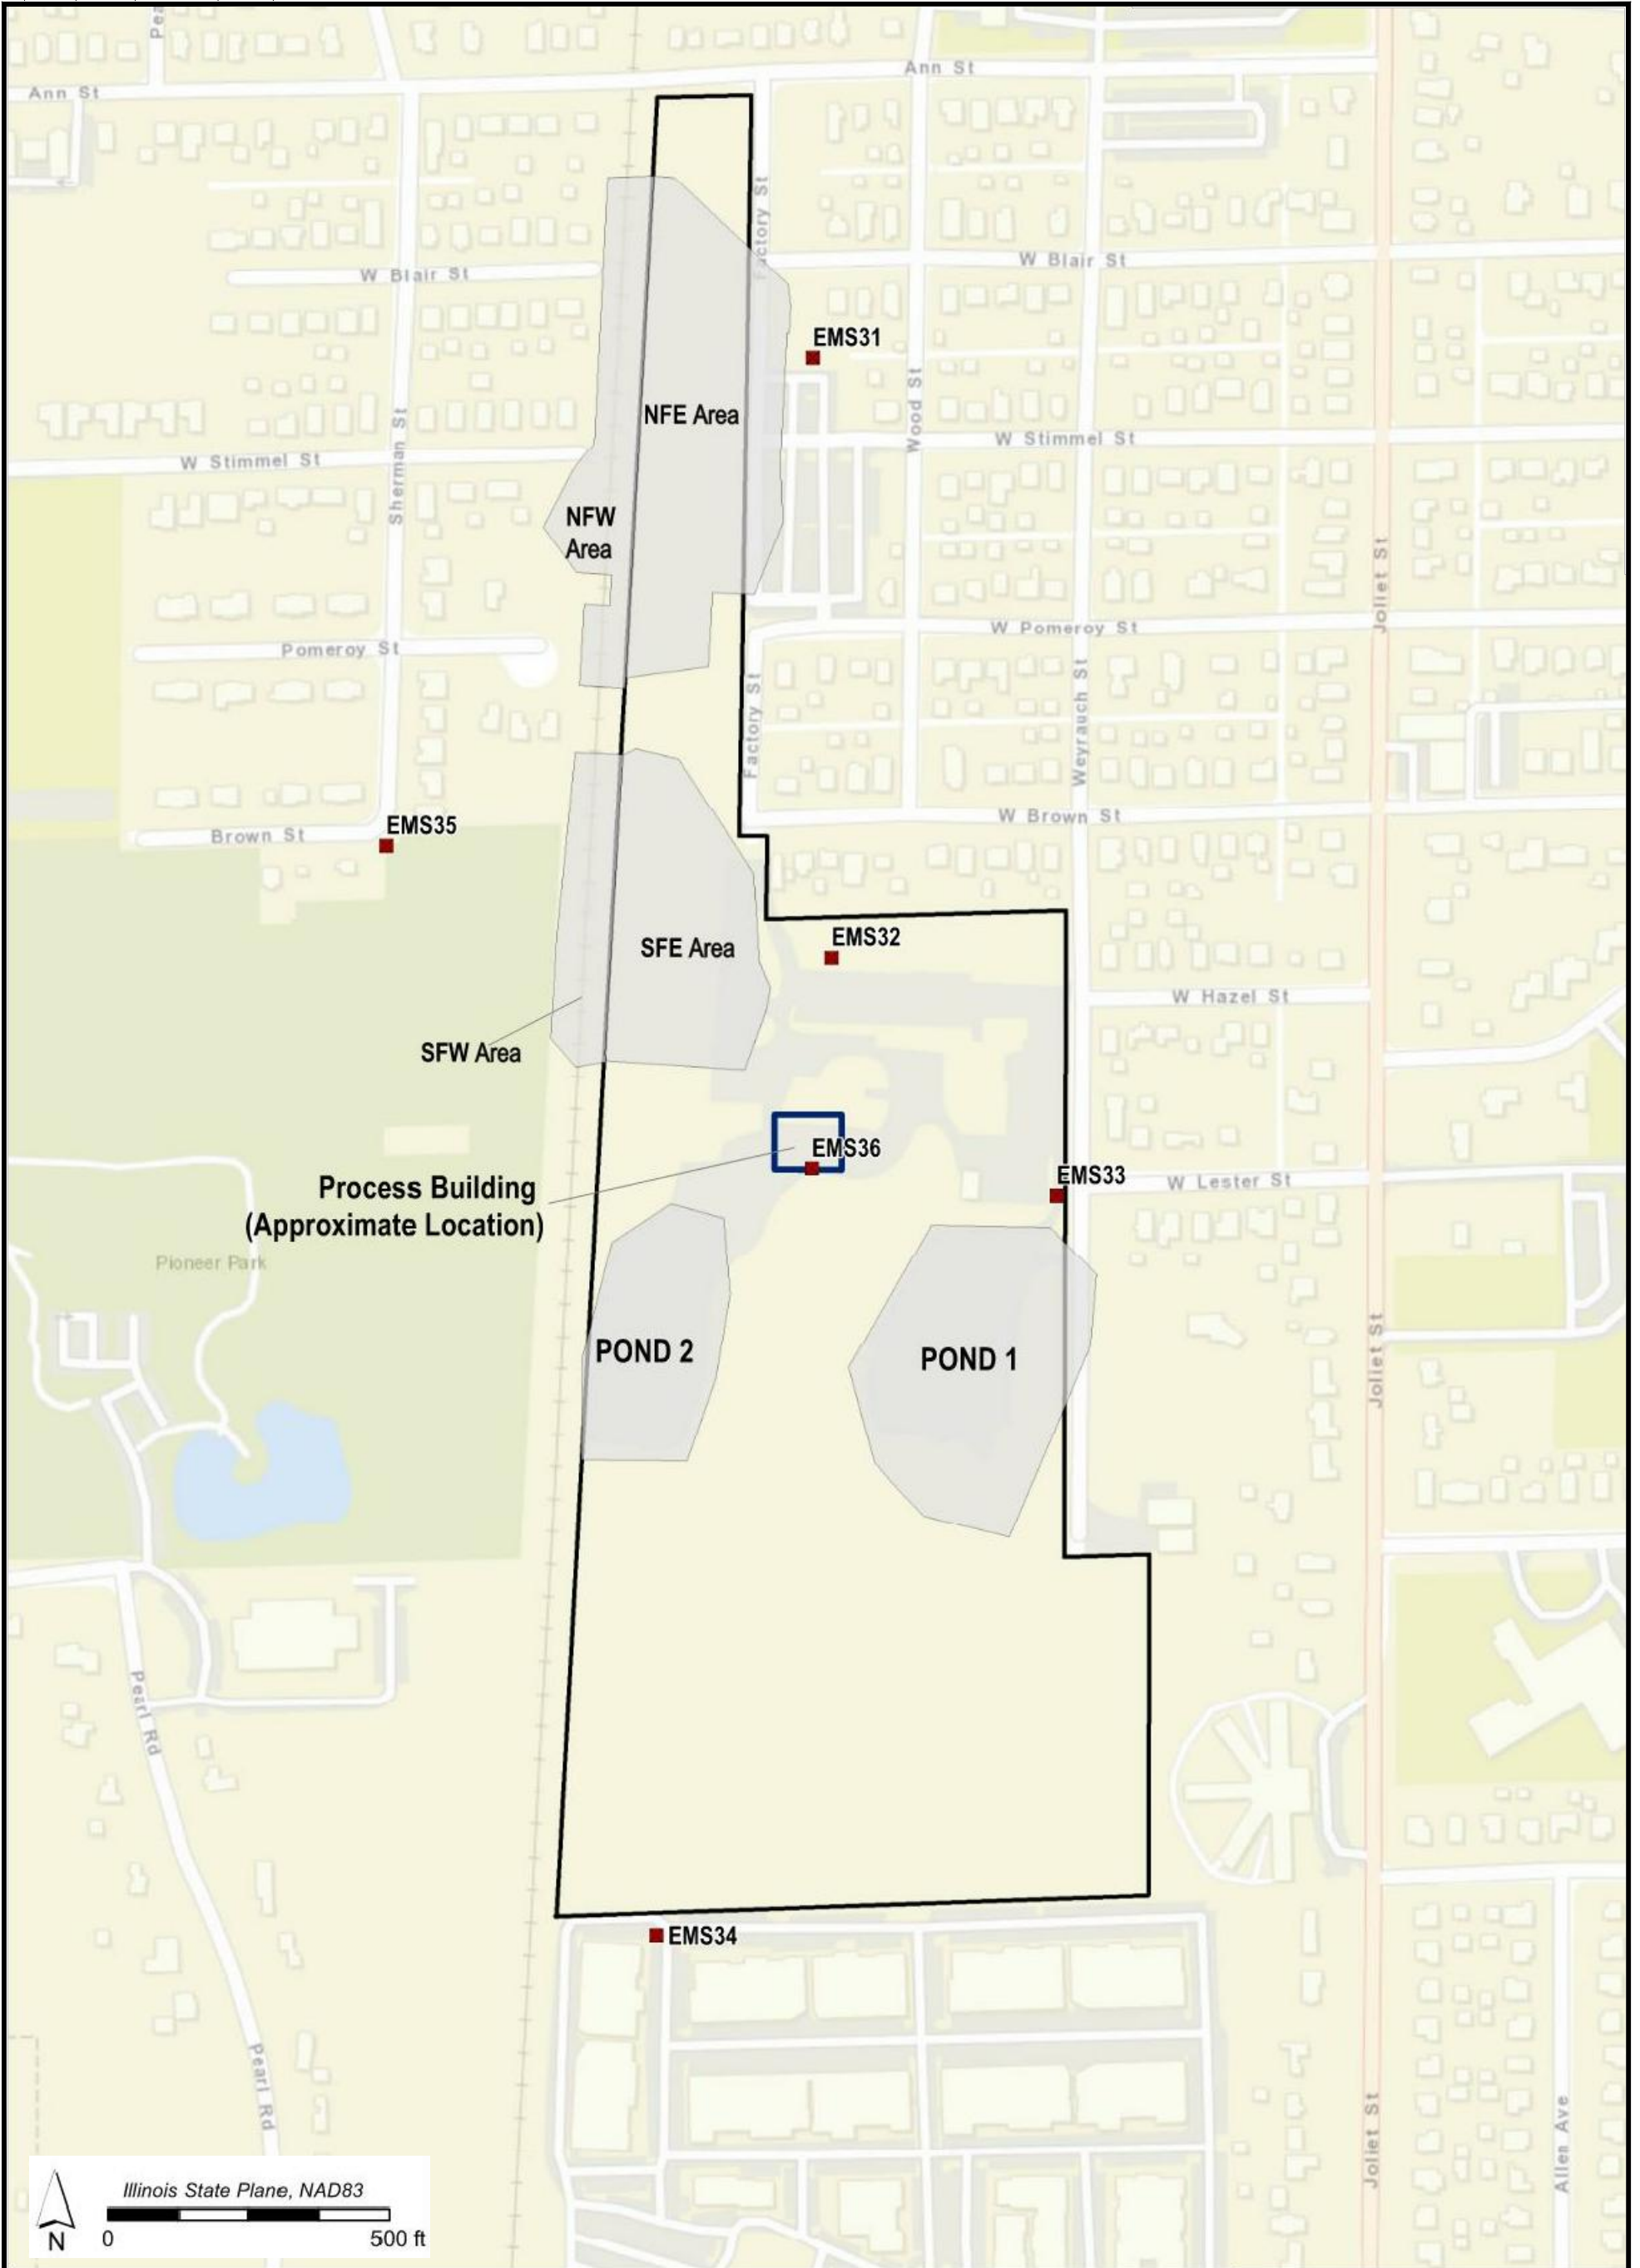 Pea
Ann St
Ann St
Factory St
W Blair St
W Blair St
EMS31
NFE Area
Wood St
Sherman St
W Stimmel St
W Stimmel St
NFW
Area
Joliet St
W Pomeroy St
Pomeroy St
Weyrauch St
Factory St
W Brown St
EMS35
Brown St
EMS32
SFE Area
W Hazel St
SFW Area
EMS36
EMS33
W Lester St
Process Building
(Approximate Location)
Pioneer Park
POND 2
POND 1
Joliet St
Pearl Rd
EMS34
Pearl Rd
Joliet St
Allen Ave
Illinois State Plane, NAD83
N
0
500 ft